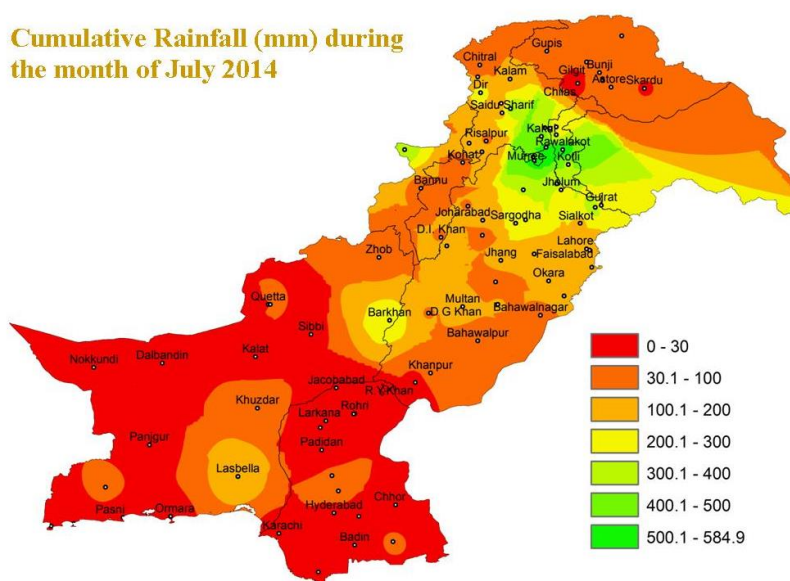 Cumulative Rainfall (mm) during
the month of July 2014
Gupis
Chitral
Bunji
Gilgit
Kalam
Astore
Skardu
Chilas
Dir
Saidu Sharif
Kakul
Risalpur
Rawalakot
Murree
Kotli
Kohat
Bannu
Jhelum
Gujrat
Joharabad
Sargodha
Sialkot
D.I. Khan
Lahore
Zhob
Jhang
Faisalabad
Okara
Quetta
Multan
Barkhan
D G Khan
Bahawalnagar
Sibbi
Bahawalpur
Kalat
Nokkundi
Dalbandin
Khanpur
Jacobabad
R Y Khan
Khuzdar
Larkana
Rohri
Panjgur
Padidan
Lasbella
Pasni
Ormara
Hyderabad
Chhor
Karachi
Badin
0 - 30
30.1 - 100
100.1 - 200
200.1 - 300
300.1 - 400
400.1 - 500
500.1 - 584.9